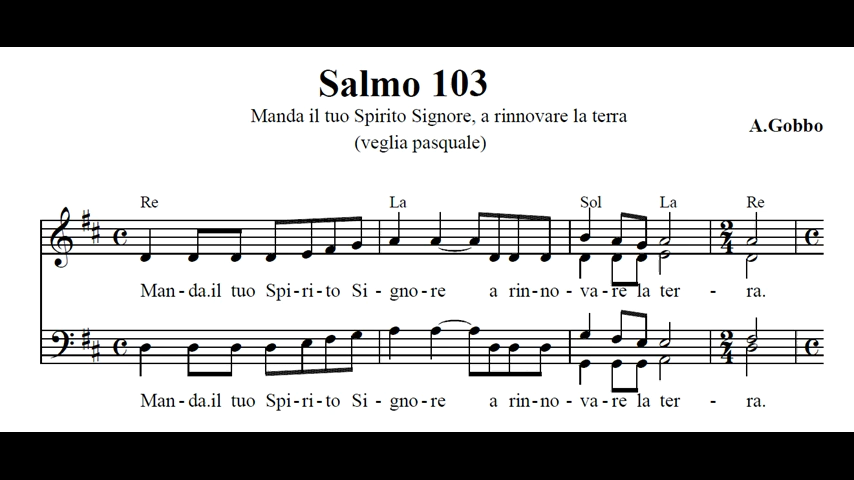 Salmo 103
Manda il tuo Spirito Signore, a rinnovare la terra
(veglia pasquale)
A.Gobbo
Re La Sol La Re
Man-da.il tuo Spi-ri-to Si-gno-re a rin-no-va-re la ter-ra.
Man-da.il tuo Spi-ri-to Si-gno-re a rin-no-va-re la ter-ra.